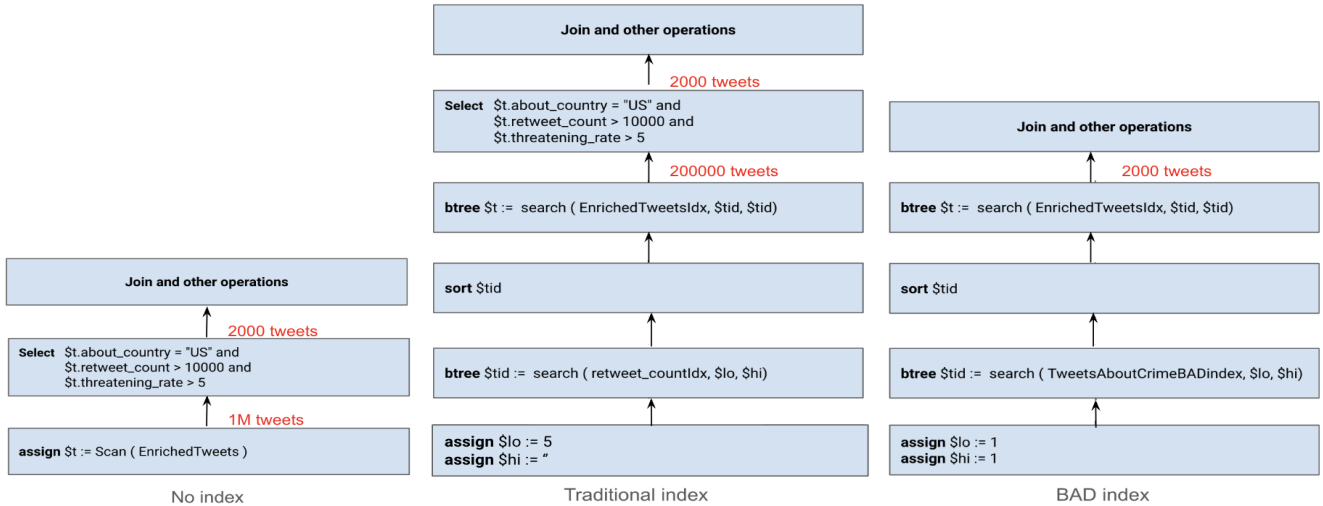 Join and other operations
2000 tweets
Select $t.about_country = "US" and
$t.retweet_count > 10000 and
$t.threatening_rate > 5
1M tweets
assign $t := Scan ( EnrichedTweets )
No index
Join and other operations
2000 tweets
Select $t.about_country = "US" and
$t.retweet_count > 10000 and
$t.threatening_rate > 5
200000 tweets
btree $t := search ( EnrichedTweetsIdx, $tid, $tid)
sort $tid
btree $tid := search ( retweet_countIdx, $lo, $hi)
assign $lo := 5
assign $hi := ‘’
Traditional index
Join and other operations
2000 tweets
btree $t := search ( EnrichedTweetsIdx, $tid, $tid)
sort $tid
btree $tid := search ( TweetsAboutCrimeBADindex, $lo, $hi)
assign $lo := 1
assign $hi := 1
BAD index